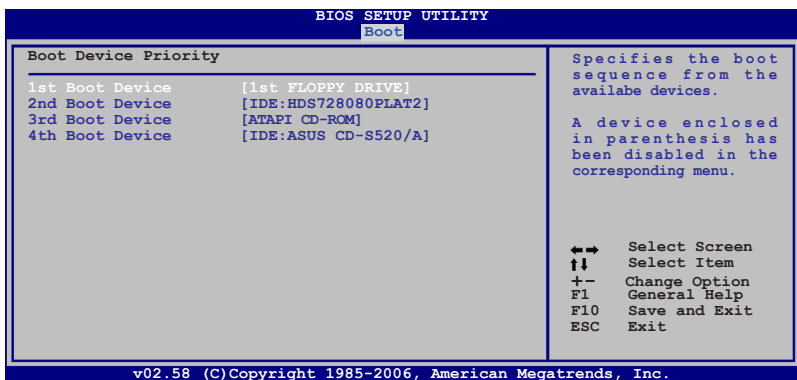 BIOS SETUP UTILITY
Boot
Boot Device Priority
1st Boot Device [1st FLOPPY DRIVE]
2nd Boot Device [IDE:HDS728080PLAT2]
3rd Boot Device [ATAPI CD-ROM]
4th Boot Device [IDE:ASUS CD-S520/A]
Specifies the boot
sequence from the
availabe devices.
A device enclosed
in parenthesis has
been disabled in the
corresponding menu.
←→ Select Screen
↑↓ Select Item
+- Change Option
F1 General Help
F10 Save and Exit
ESC Exit
v02.58 (C)Copyright 1985-2006, American Megatrends, Inc.